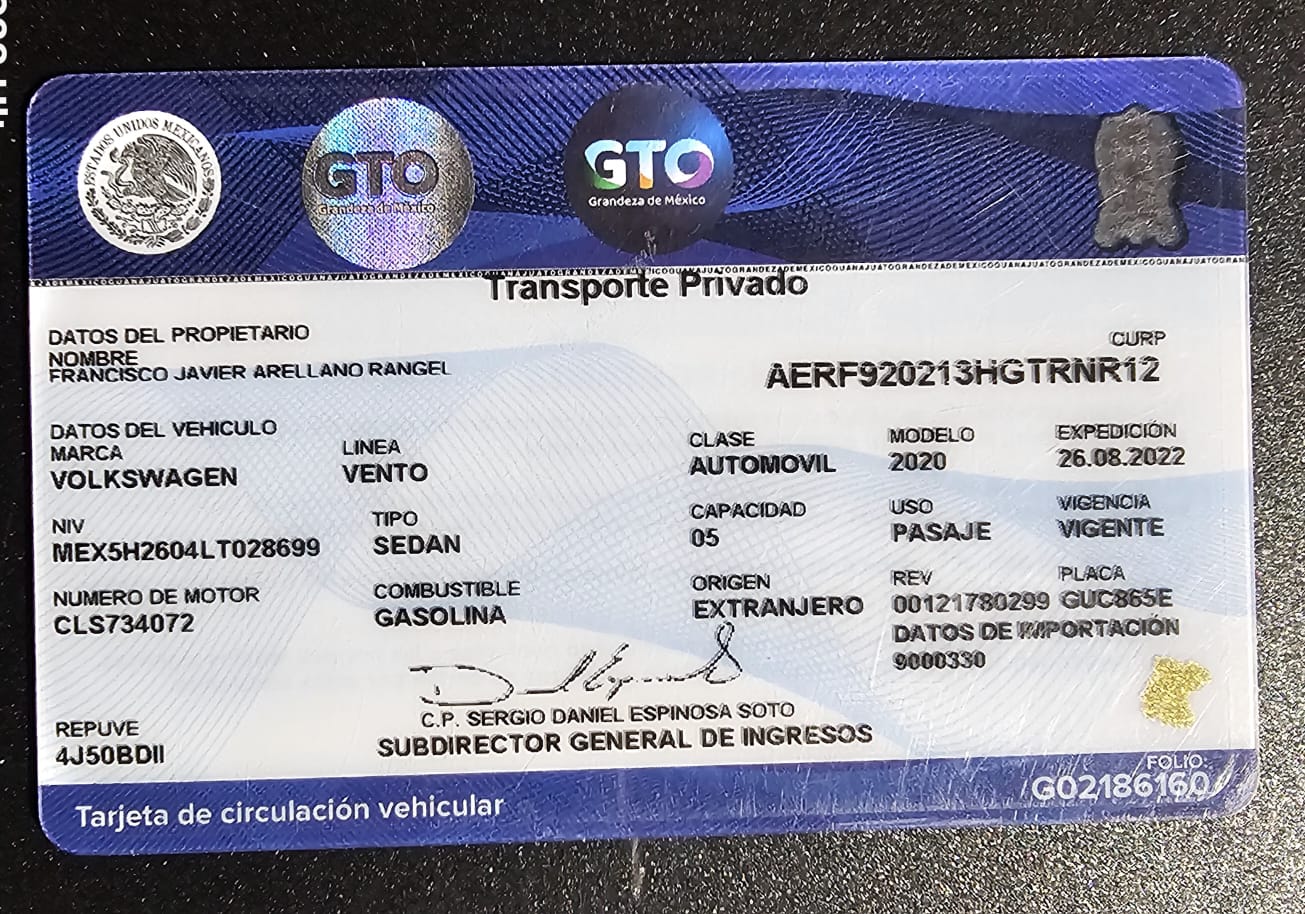 ESTADOS UNIDOS MEXICANOS
GTO
Grandeza de México
GTO
Grandeza de México
Transporte Privado
DATOS DEL PROPIETARIO
NOMBRE
FRANCISCO JAVIER ARELLANO RANGEL
CURP
AERF920213HGTRNR12
DATOS DEL VEHICULO
MARCA
VOLKSWAGEN
LINEA
VENTO
CLASE
AUTOMOVIL
MODELO
2020
EXPEDICIÓN
26.08.2022
NIV
MEX5H2604LT028699
TIPO
SEDAN
CAPACIDAD
05
USO
PASAJE
VIGENCIA
VIGENTE
NUMERO DE MOTOR
CLS734072
COMBUSTIBLE
GASOLINA
ORIGEN
EXTRANJERO
REV
00121780299
PLACA
GUC865E
DATOS DE IMPORTACIÓN
9000330
C.P. SERGIO DANIEL ESPINOSA SOTO
SUBDIRECTOR GENERAL DE INGRESOS
REPUVE
4J50BDII
Tarjeta de circulación vehicular
FOLIO:
G02186160